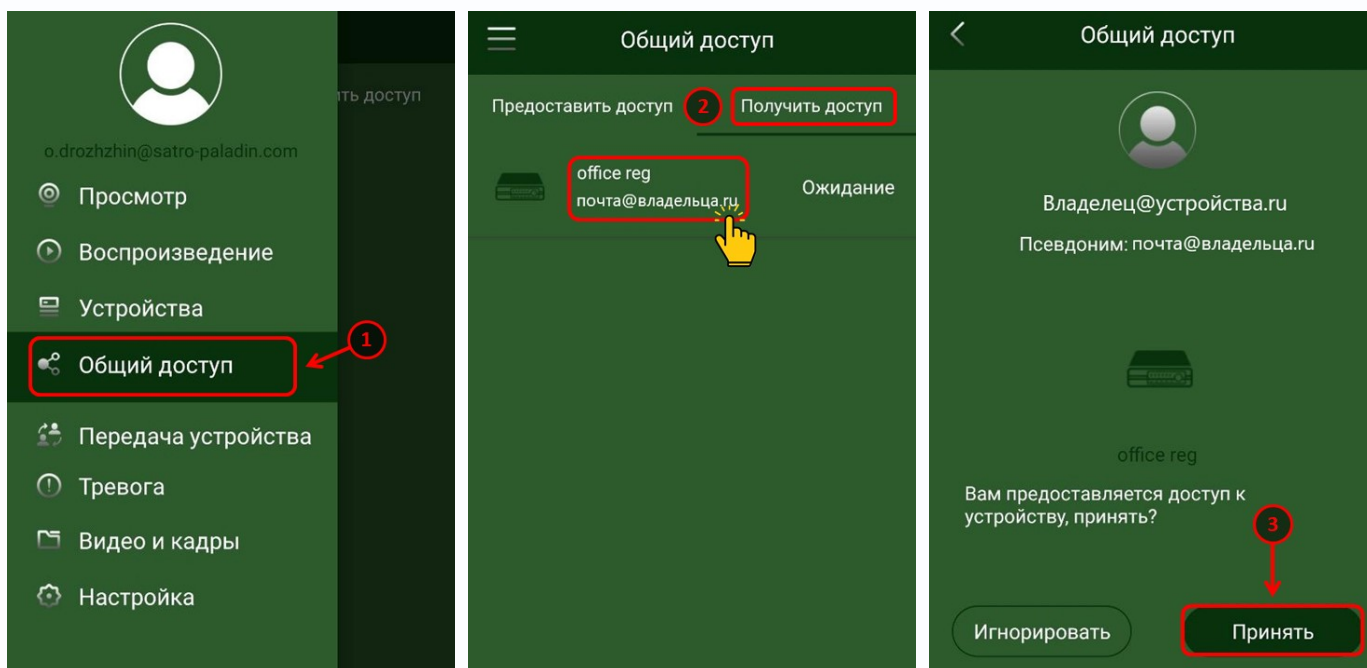 ть доступ
o.drozhzhin@satro-paladin.com
Просмотр
Воспроизведение
Устройства
Общий доступ
1
Передача устройства
Тревога
Видео и кадры
Настройка
Общий доступ
Предоставить доступ 2 Получить доступ
office reg
почта@владельца.ru
Ожидание
Общий доступ
Владелец@устройства.ru
Псевдоним: почта@владельца.ru
office reg
Вам предоставляется доступ к
устройству, принять?
3
Игнорировать Принять